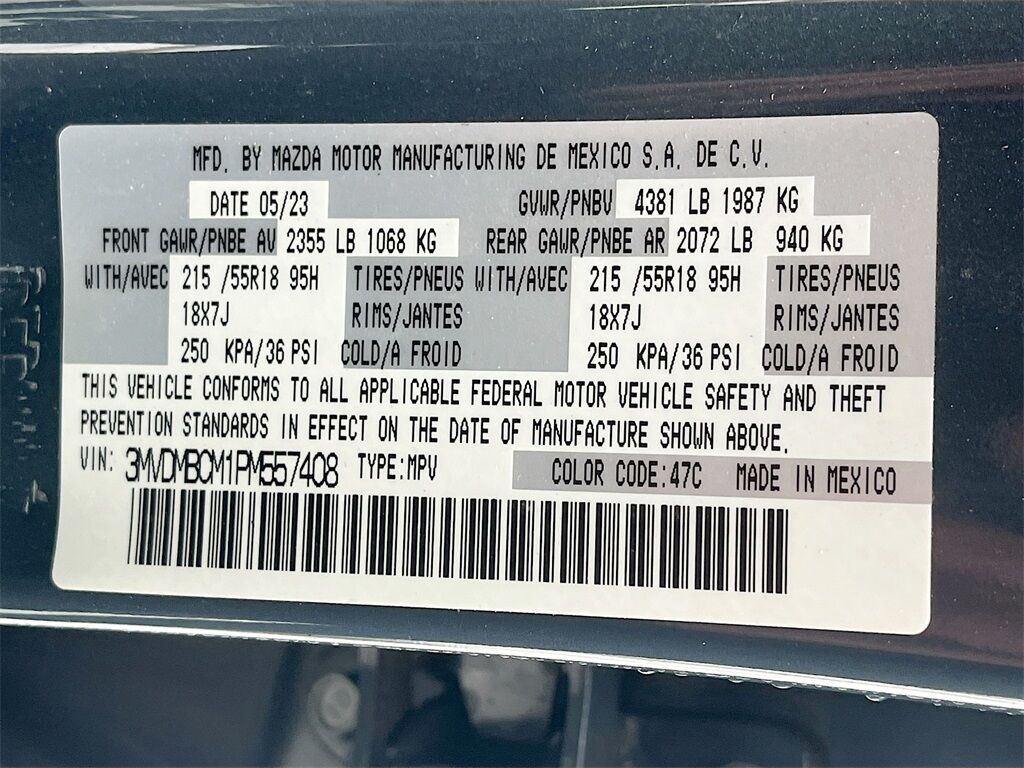 MFD. BY MAZDA MOTOR MANUFACTURING DE MEXICO S.A. DE C.V.
DATE 05/23 GVWR/PNBV 4381 LB 1987 KG
FRONT GAWR/PNBE AV 2355 LB 1068 KG REAR GAWR/PNBE AR 2072 LB 940 KG
WITH/AVEC 215 /55R18 95H TIRES/PNEUS WITH/AVEC 215 /55R18 95H TIRES/PNEUS
18X7J RIMS/JANTES 18X7J RIMS/JANTES
250 KPA/36 PSI COLD/A FROID 250 KPA/36 PSI COLD/A FROID
THIS VEHICLE CONFORMS TO ALL APPLICABLE FEDERAL MOTOR VEHICLE SAFETY AND THEFT
PREVENTION STANDARDS IN EFFECT ON THE DATE OF MANUFACTURE SHOWN ABOVE.
VIN: 3MVDMBCM1PM557408 TYPE:MPV COLOR CODE:47C MADE IN MEXICO